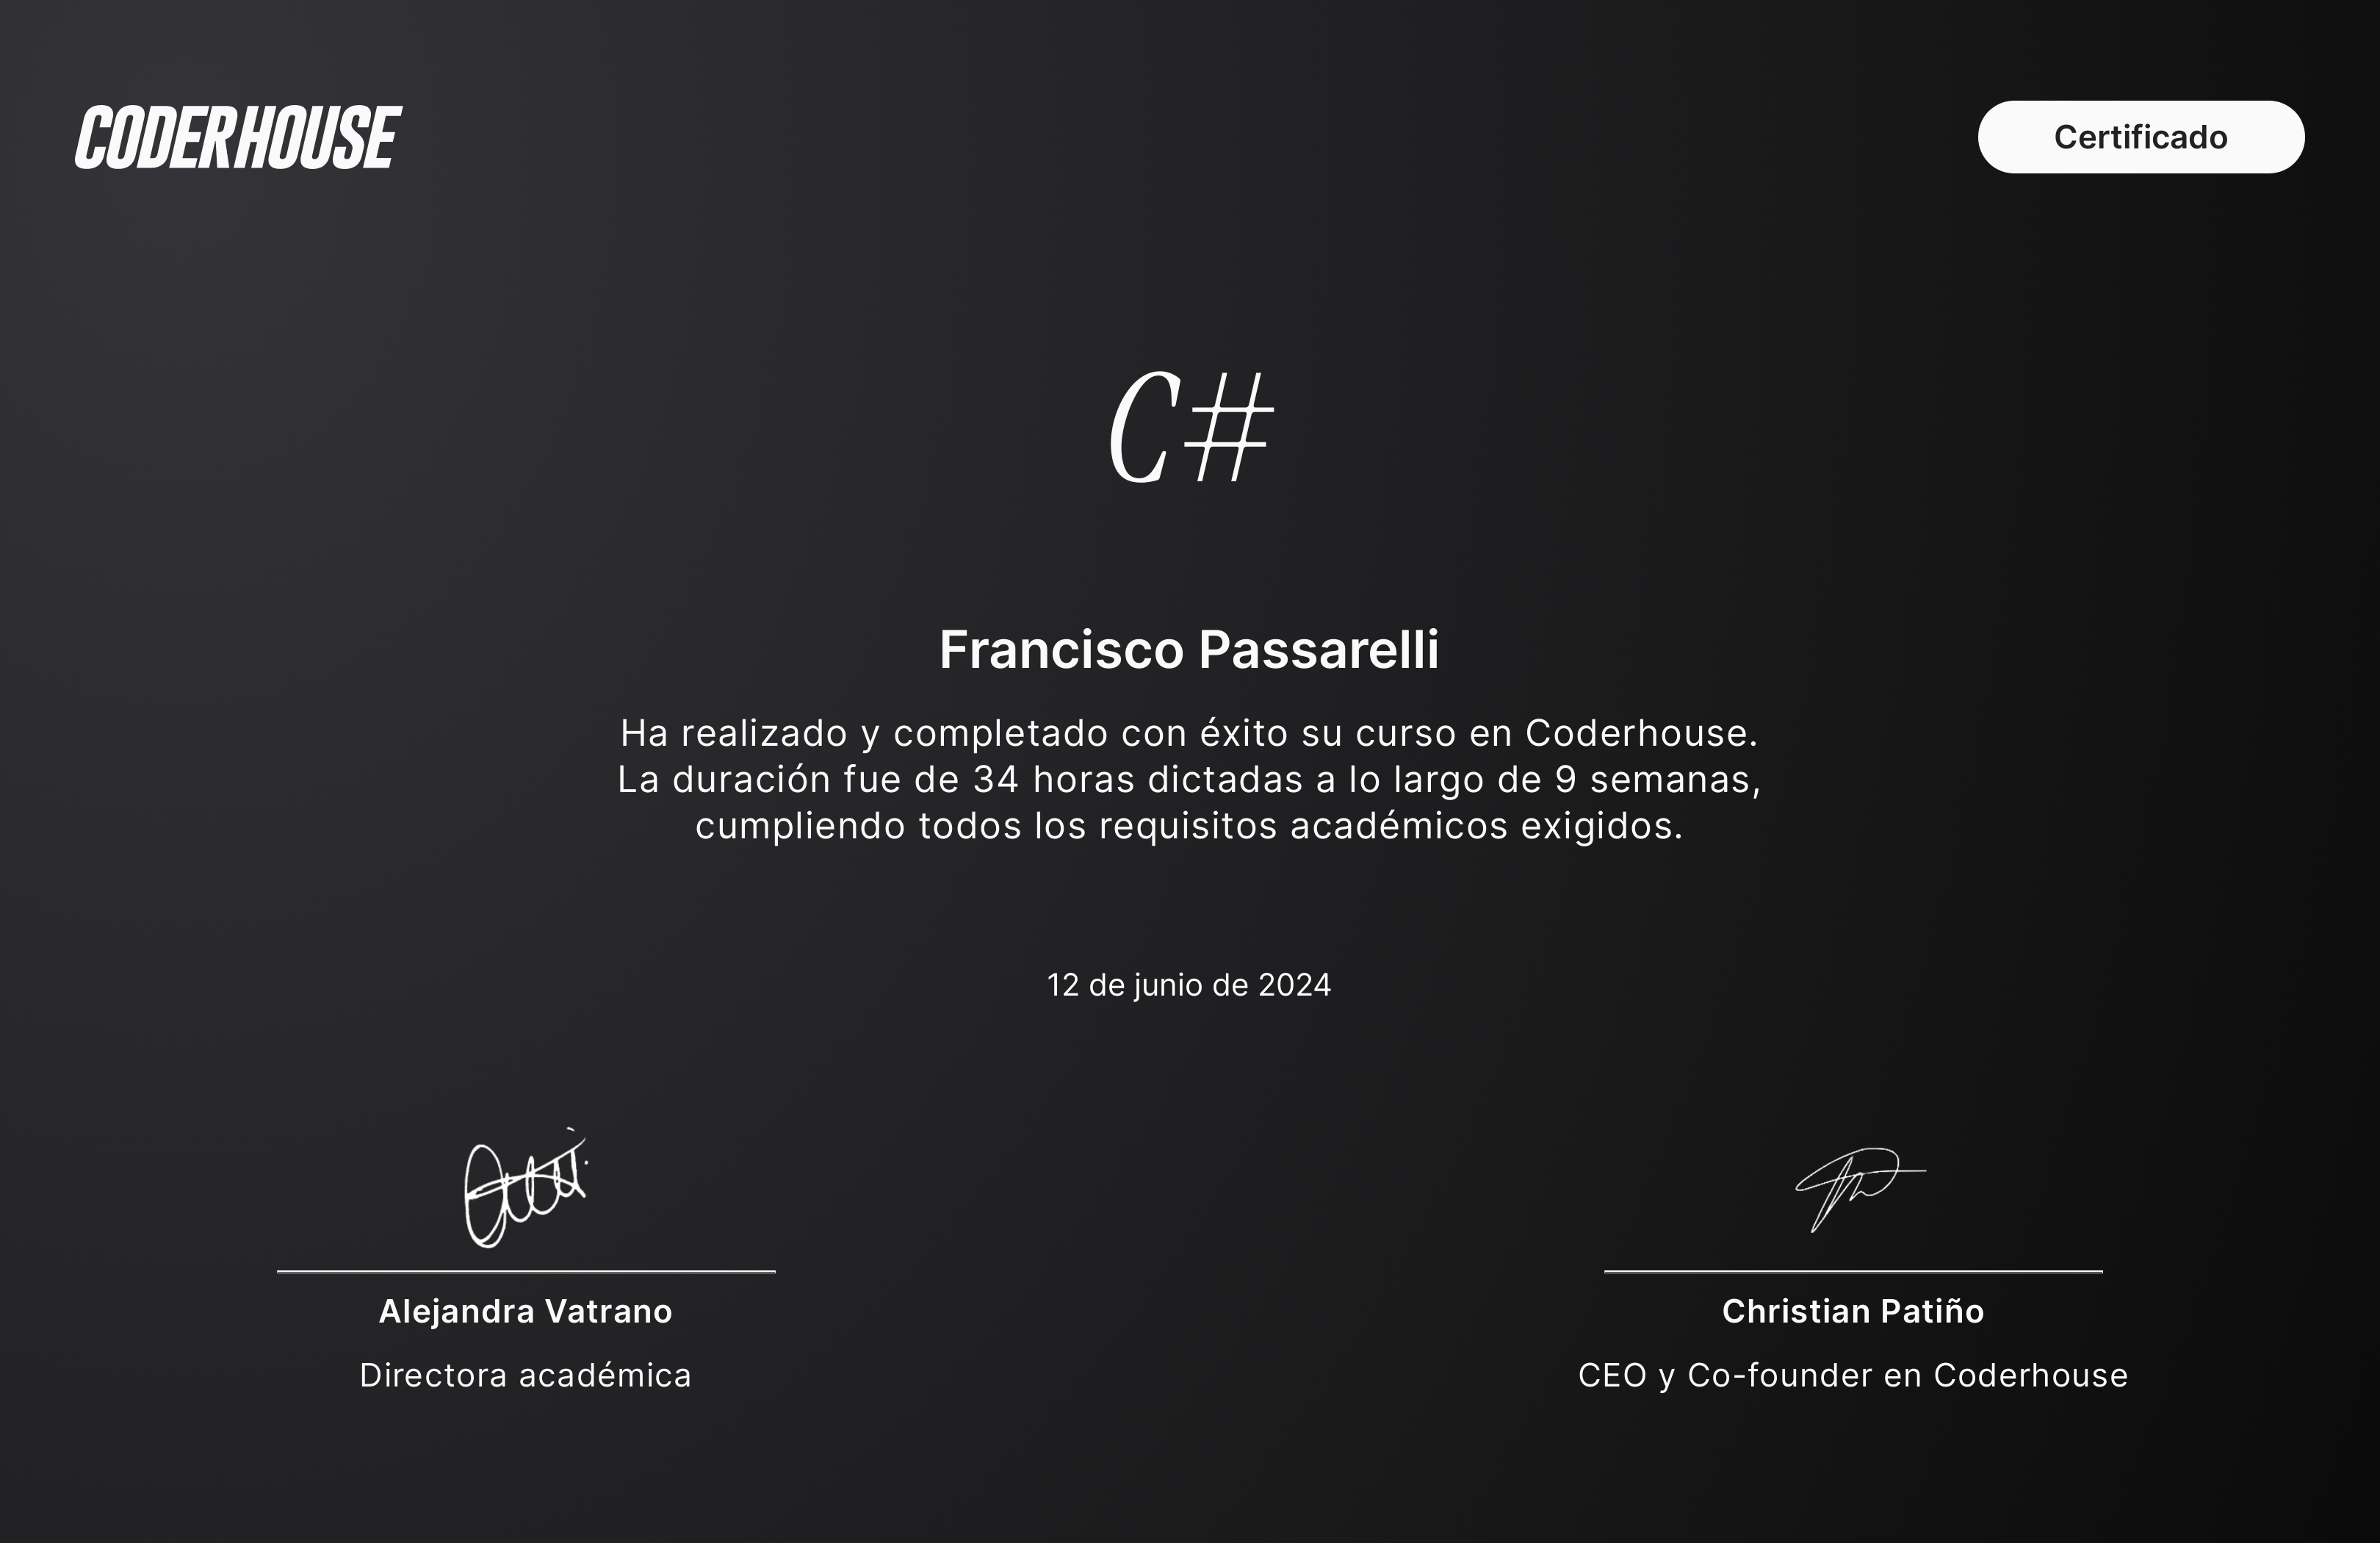 CODERHOUSE
Certificado
C#
Francisco Passarelli
Ha realizado y completado con éxito su curso en Coderhouse.
La duración fue de 34 horas dictadas a lo largo de 9 semanas,
cumpliendo todos los requisitos académicos exigidos.
12 de junio de 2024
Alejandra Vatrano
Directora académica
Christian Patiño
CEO y Co-founder en Coderhouse